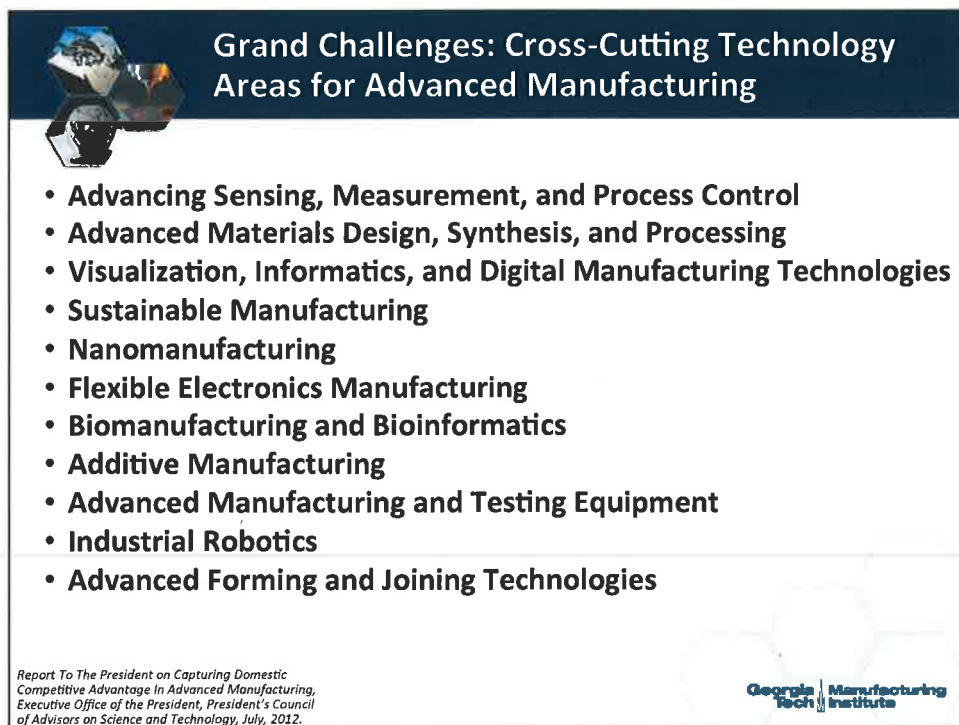 Grand Challenges: Cross-Cutting Technology
Areas for Advanced Manufacturing
• Advancing Sensing, Measurement, and Process Control
• Advanced Materials Design, Synthesis, and Processing
• Visualization, Informatics, and Digital Manufacturing Technologies
• Sustainable Manufacturing
• Nanomanufacturing
• Flexible Electronics Manufacturing
• Biomanufacturing and Bioinformatics
• Additive Manufacturing
• Advanced Manufacturing and Testing Equipment
• Industrial Robotics
• Advanced Forming and Joining Technologies
Report To The President on Capturing Domestic
Competitive Advantage In Advanced Manufacturing,
Executive Office of the President, President's Council
of Advisors on Science and Technology, July, 2012.
Georgia Manufacturing
Tech Institute